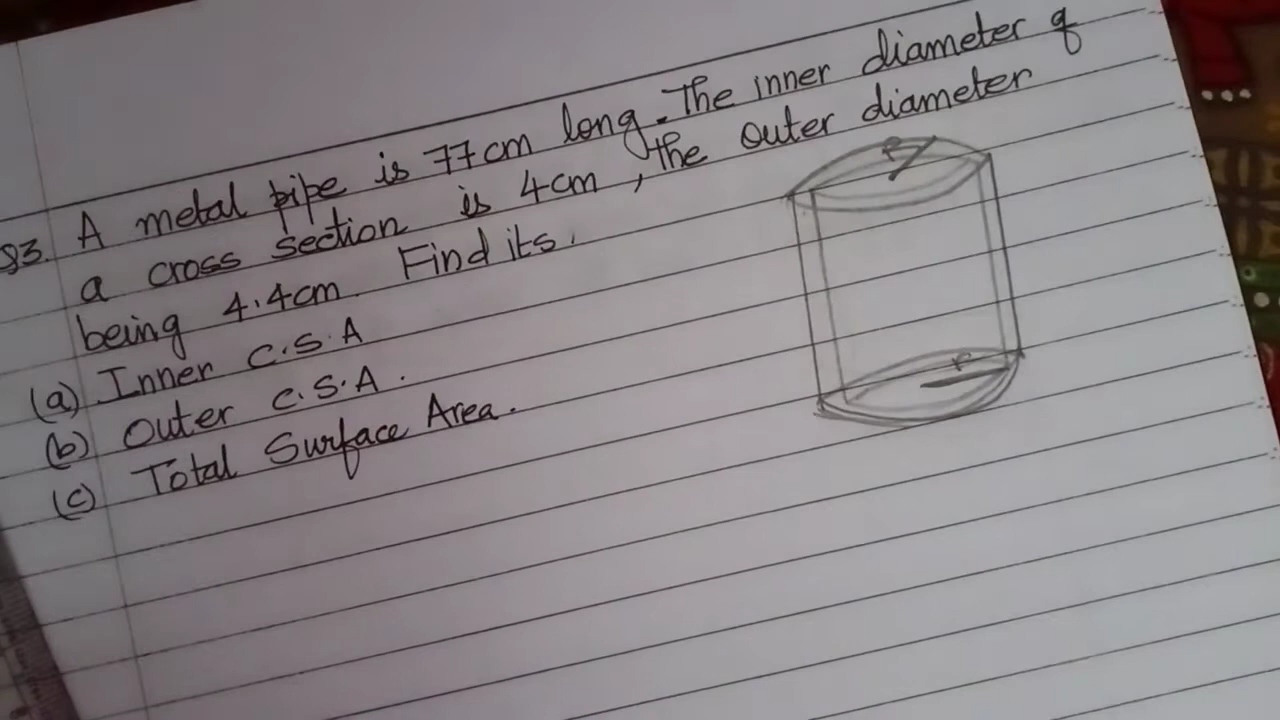 Q3. A metal pipe is 77cm long. The inner diameter of
a cross section is 4cm, the outer diameter
being 4.4cm. Find its.
(a) Inner C.S.A
(b) Outer C.S.A.
(c) Total Surface Area.
R
r